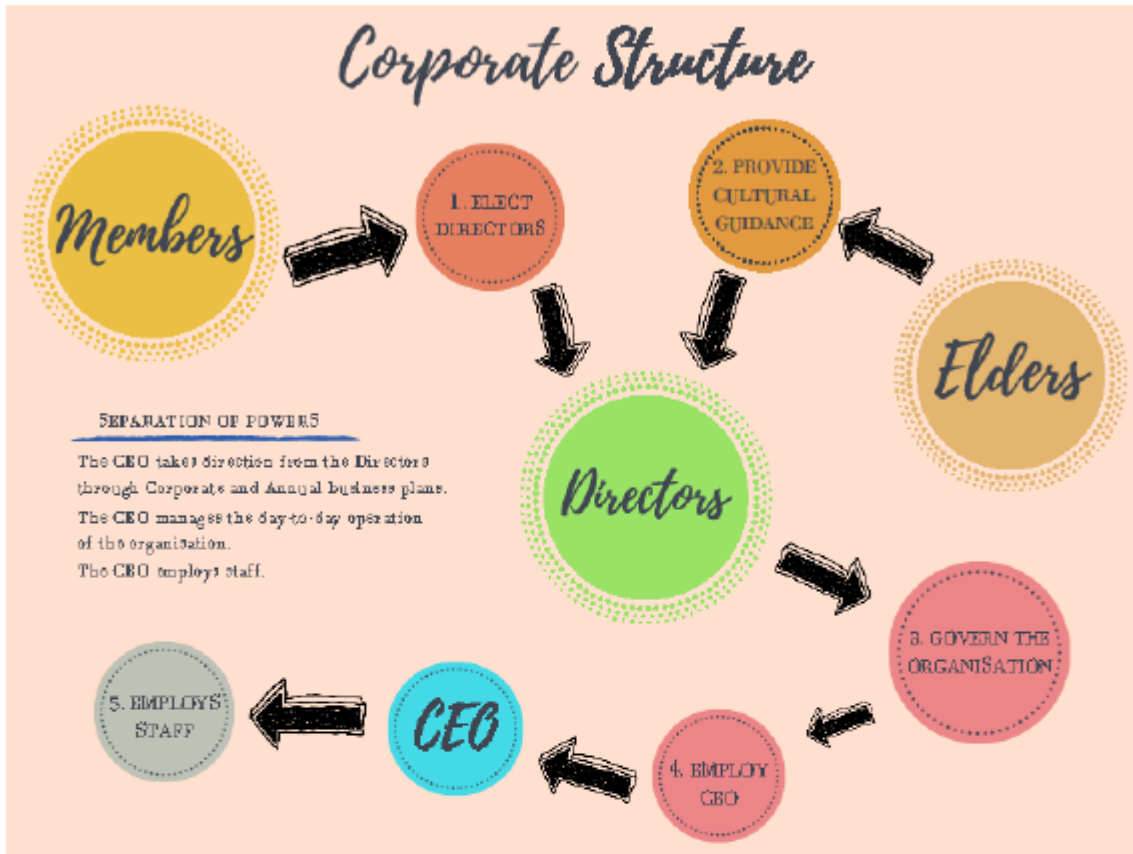 Corporate Structure
Members
1. ELECT
DIRECTORS
2. PROVIDE
CULTURAL
GUIDANCE
Elders
Directors
SEPARATION OF POWERS
The CEO takes direction from the Directors
through Corporate and Annual business plans.
The CEO manages the day-to-day operation
of the organisation.
The CEO employs staff.
3. GOVERN THE
ORGANISATION
4. EMPLOY
CEO
CEO
5. EMPLOYS
STAFF